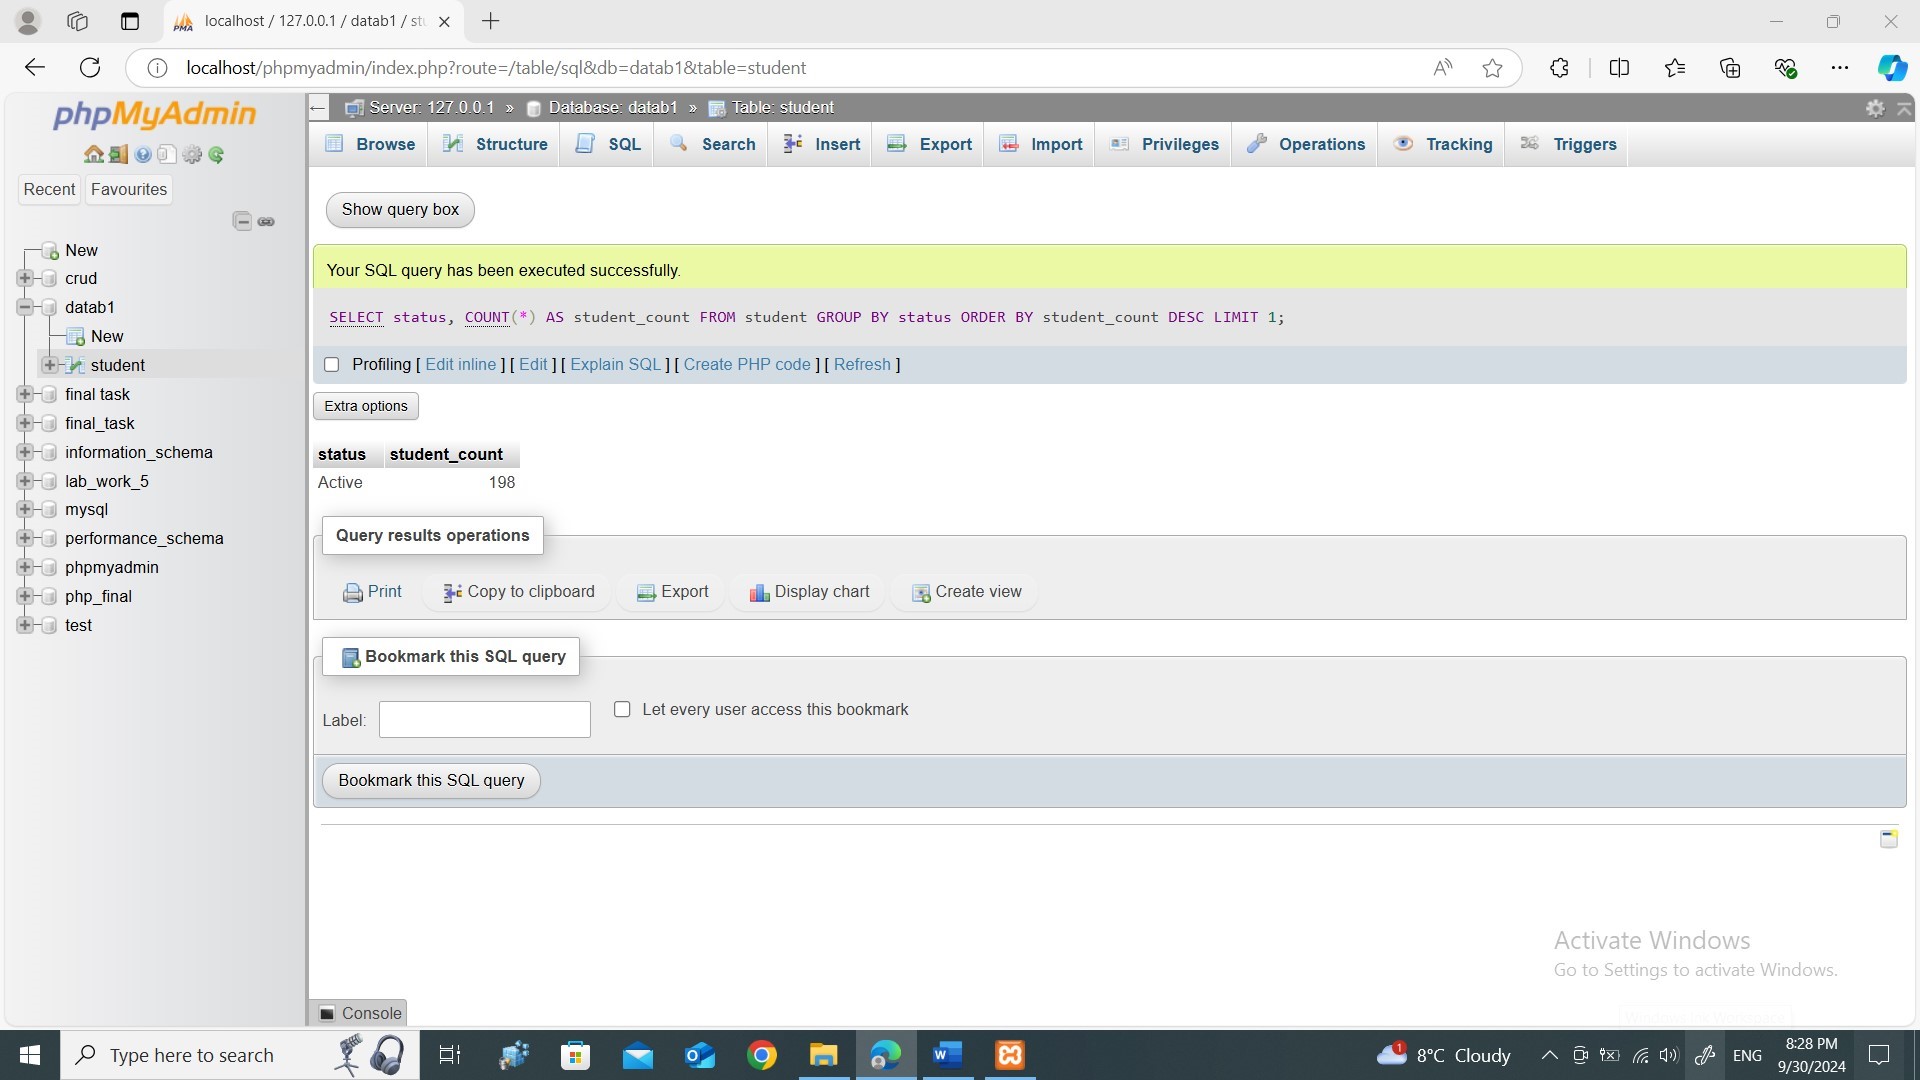 localhost / 127.0.0.1 / datab1 / stu
localhost/phpmyadmin/index.php?route=/table/sql&db=datab1&table=student
phpMyAdmin
Recent
Favourites
New
crud
datab1
New
student
final task
final_task
information_schema
lab_work_5
mysql
performance_schema
phpmyadmin
php_final
test
Server: 127.0.0.1 » Database: datab1 » Table: student
Browse Structure SQL Search Insert Export Import Privileges Operations Tracking Triggers
Show query box
Your SQL query has been executed successfully.
SELECT status, COUNT(*) AS student_count FROM student GROUP BY status ORDER BY student_count DESC LIMIT 1;
Profiling [ Edit inline ] [ Edit ] [ Explain SQL ] [ Create PHP code ] [ Refresh ]
Extra options
status student_count
Active 198
Query results operations
Print Copy to clipboard Export Display chart Create view
Bookmark this SQL query
Label:
Let every user access this bookmark
Bookmark this SQL query
Activate Windows
Go to Settings to activate Windows.
Console
Type here to search
1
8°C Cloudy
ENG
8:28 PM
9/30/2024